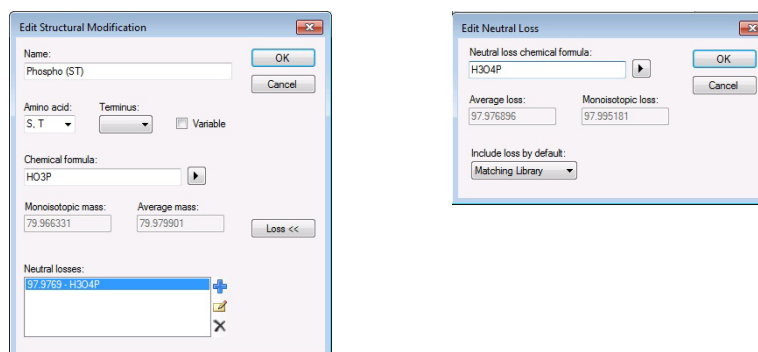 Edit Structural Modification
Name:
Phospho (ST)
OK
Cancel
Amino acid:
Terminus:
S, T
Variable
Chemical formula:
HO3P
Monoisotopic mass:
Average mass:
79.966331
79.979901
Loss <<
Neutral losses:
97.9769 - H3O4P
Edit Neutral Loss
Neutral loss chemical formula:
H3O4P
OK
Cancel
Average loss:
Monoisotopic loss:
97.976896
97.995181
Include loss by default:
Matching Library